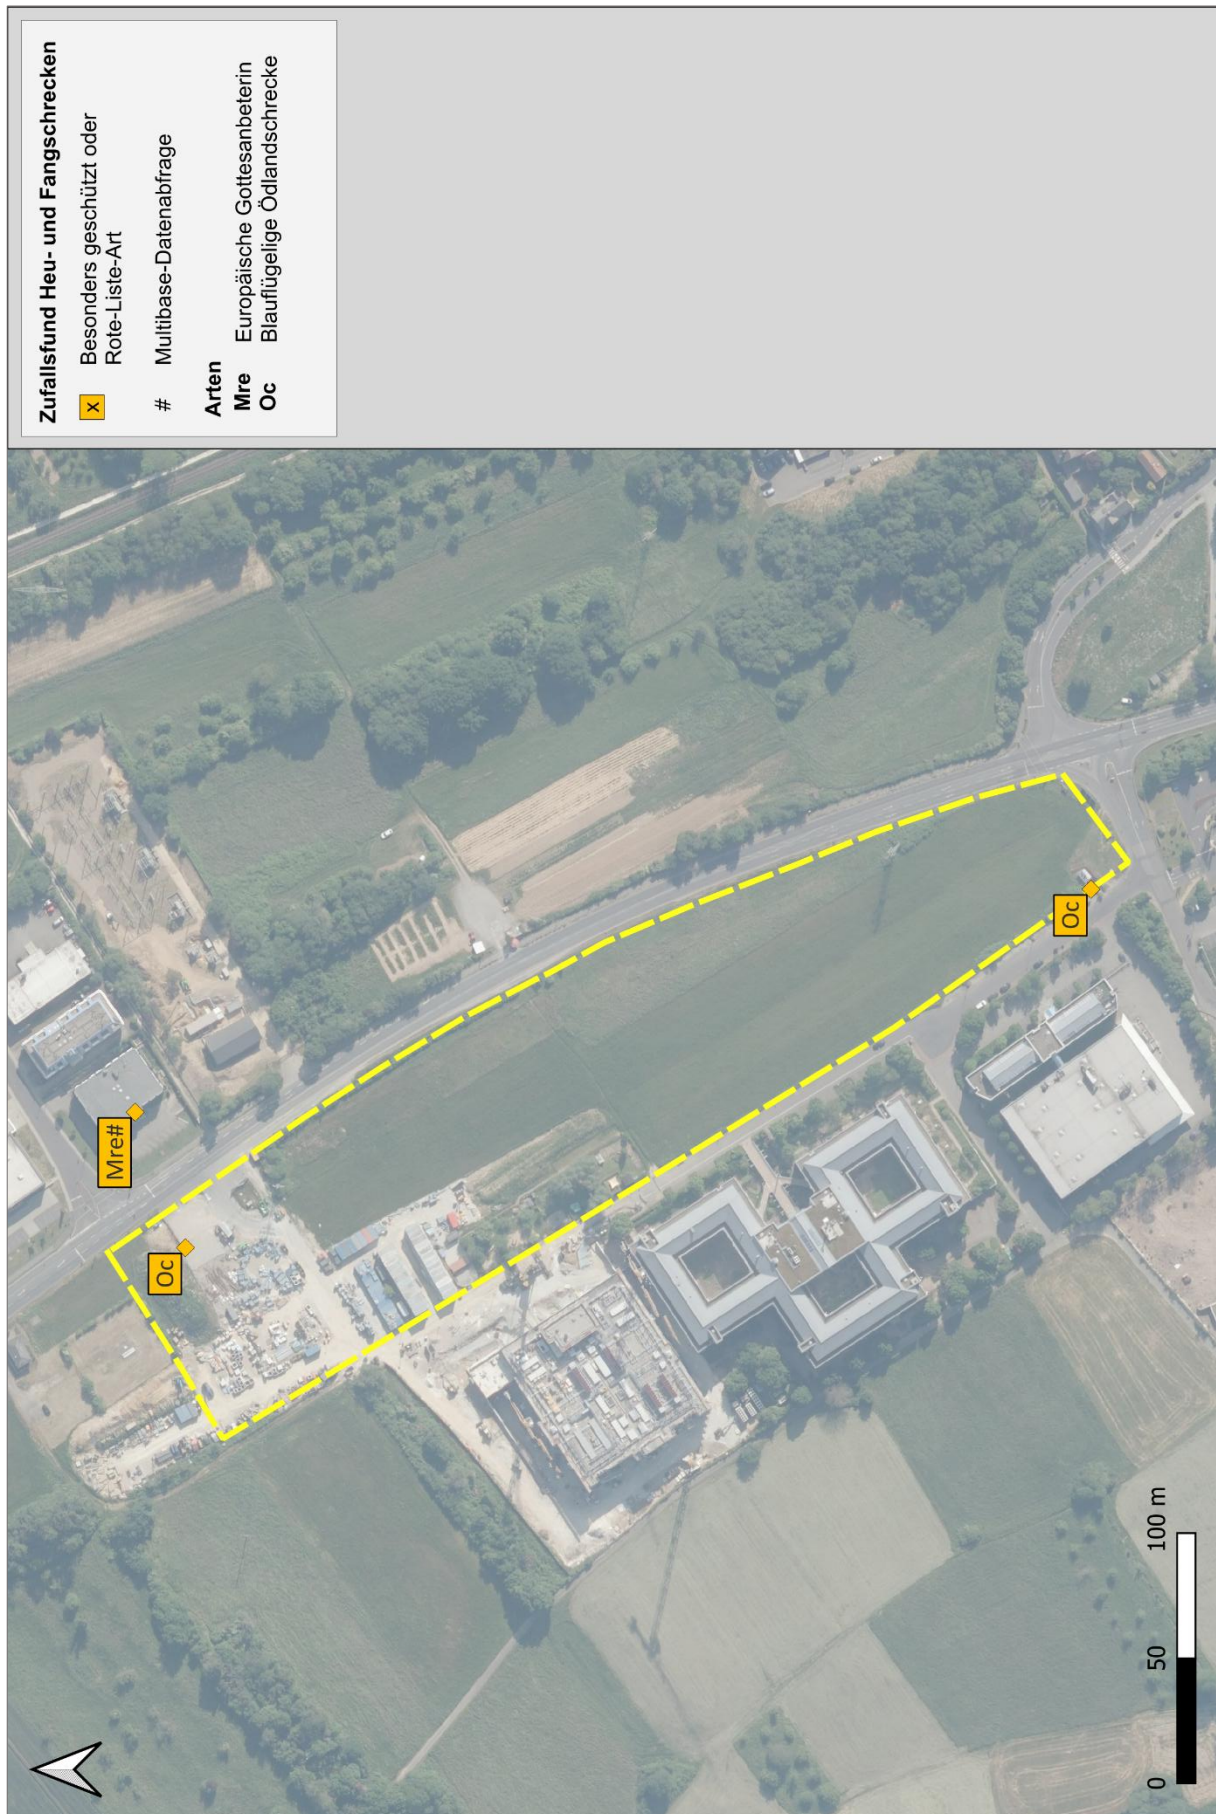 Zufallsfund Heu- und Fangschrecken
x Besonders geschützt oder
Rote-Liste-Art
# Multibase-Datenabfrage
Arten
Mre Europäische Gottesanbeterin
Oc Blauflügelige Ödlandschrecke
Mre#
Oc
Oc
0 50 100 m